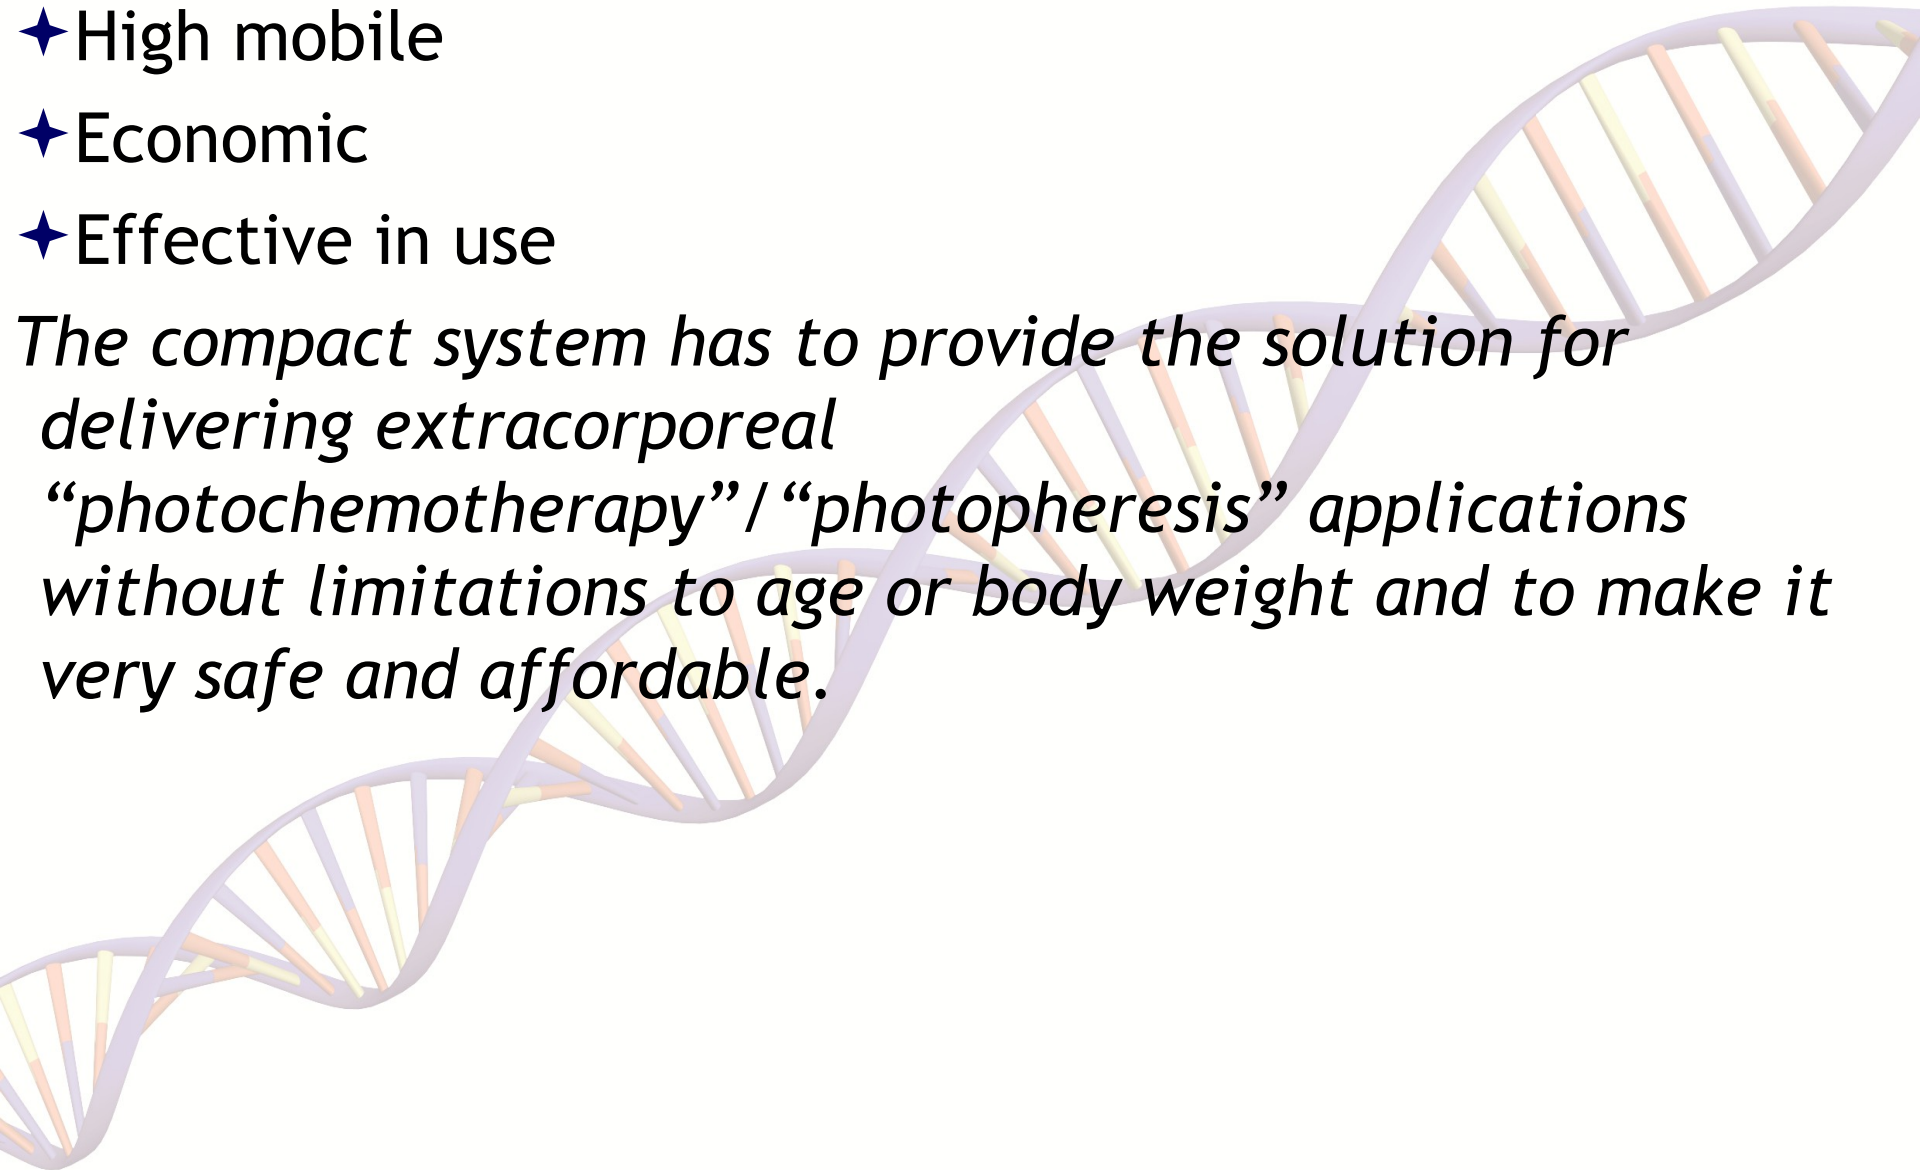 ✦High mobile
✦Economic
✦Effective in use
The compact system has to provide the solution for
delivering extracorporeal
“photochemotherapy”/“photopheresis” applications
without limitations to age or body weight and to make it
very safe and affordable.